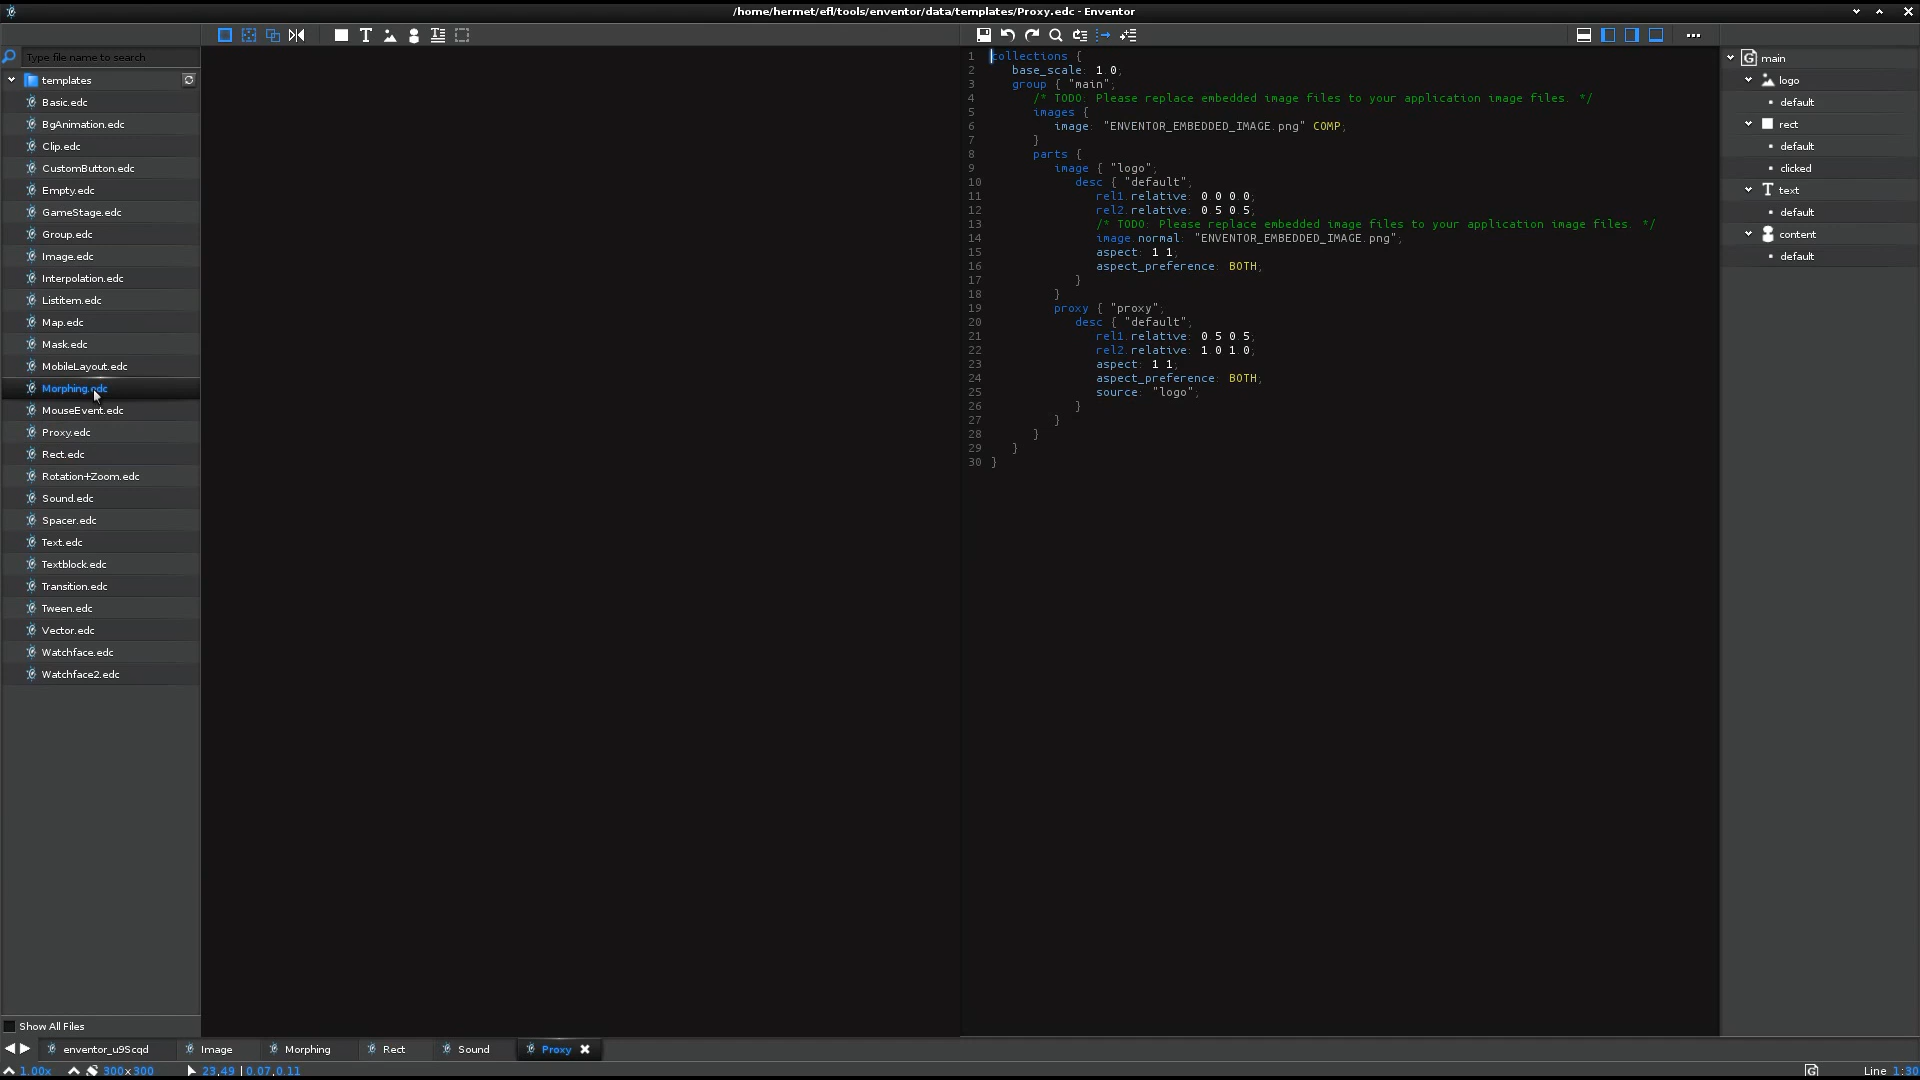 /home/hermet/efl/tools/enventor/data/templates/Proxy.edc - Enventor
Type file name to search
templates
Basic.edc
BgAnimation.edc
Clip.edc
CustomButton.edc
Empty.edc
GameStage.edc
Group.edc
Image.edc
Interpolation.edc
Listitem.edc
Map.edc
Mask.edc
MobileLayout.edc
Morphing.edc
MouseEvent.edc
Proxy.edc
Rect.edc
Rotation+Zoom.edc
Sound.edc
Spacer.edc
Text.edc
Textblock.edc
Transition.edc
Tween.edc
Vector.edc
Watchface.edc
Watchface2.edc
Show All Files
1 collections {
2 base_scale: 1.0;
3 group { "main";
4 /* TODO: Please replace embedded image files to your application image files. */
5 images {
6 image: "ENVENTOR_EMBEDDED_IMAGE.png" COMP;
7 }
8 parts {
9 image { "logo";
10 desc { "default";
11 rel1.relative: 0.0 0.0;
12 rel2.relative: 0.5 0.5;
13 /* TODO: Please replace embedded image files to your application image files. */
14 image.normal: "ENVENTOR_EMBEDDED_IMAGE.png";
15 aspect: 1 1;
16 aspect_preference: BOTH;
17 }
18 }
19 proxy { "proxy";
20 desc { "default";
21 rel1.relative: 0.5 0.5;
22 rel2.relative: 1.0 1.0;
23 aspect: 1 1;
24 aspect_preference: BOTH;
25 source: "logo";
26 }
27 }
28 }
29 }
30 }
main
logo
default
rect
default
clicked
text
default
content
default
enventor_u9Scqd Image Morphing Rect Sound Proxy
1.00x 300x300 23,49 | 0.07,0.11 Line 1:30